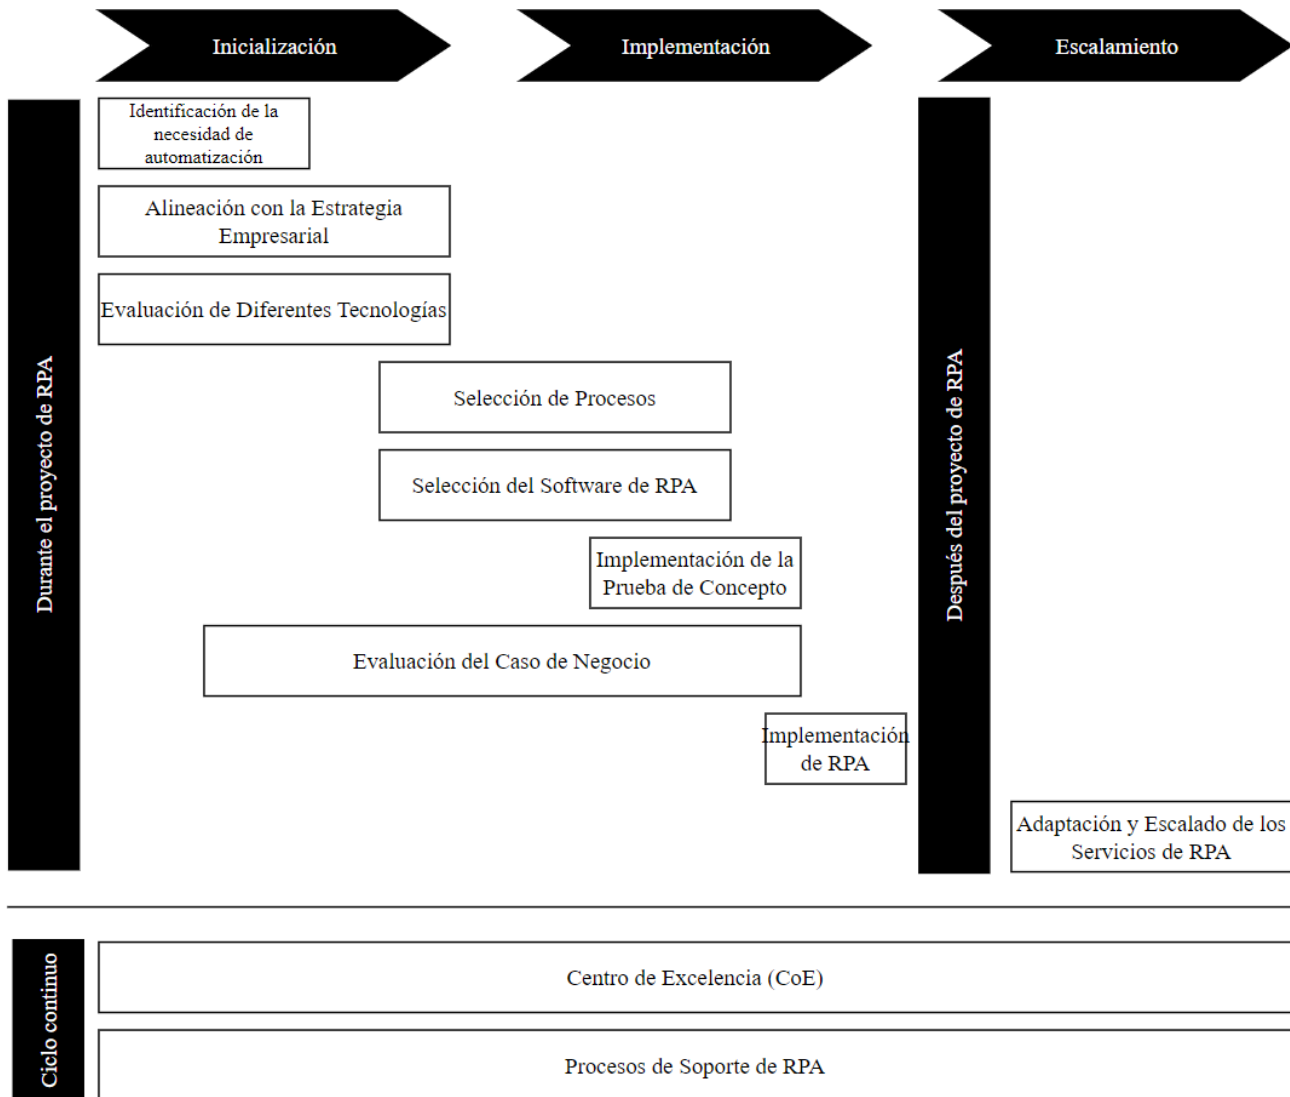 Inicialización
Implementación
Escalamiento
Durante el proyecto de RPA
Identificación de la
necesidad de
automatización
Alineación con la Estrategia
Empresarial
Evaluación de Diferentes Tecnologías
Selección de Procesos
Selección del Software de RPA
Implementación de la
Prueba de Concepto
Evaluación del Caso de Negocio
Implementación
de RPA
Después del proyecto de RPA
Adaptación y Escalado de los
Servicios de RPA
Ciclo continuo
Centro de Excelencia (CoE)
Procesos de Soporte de RPA